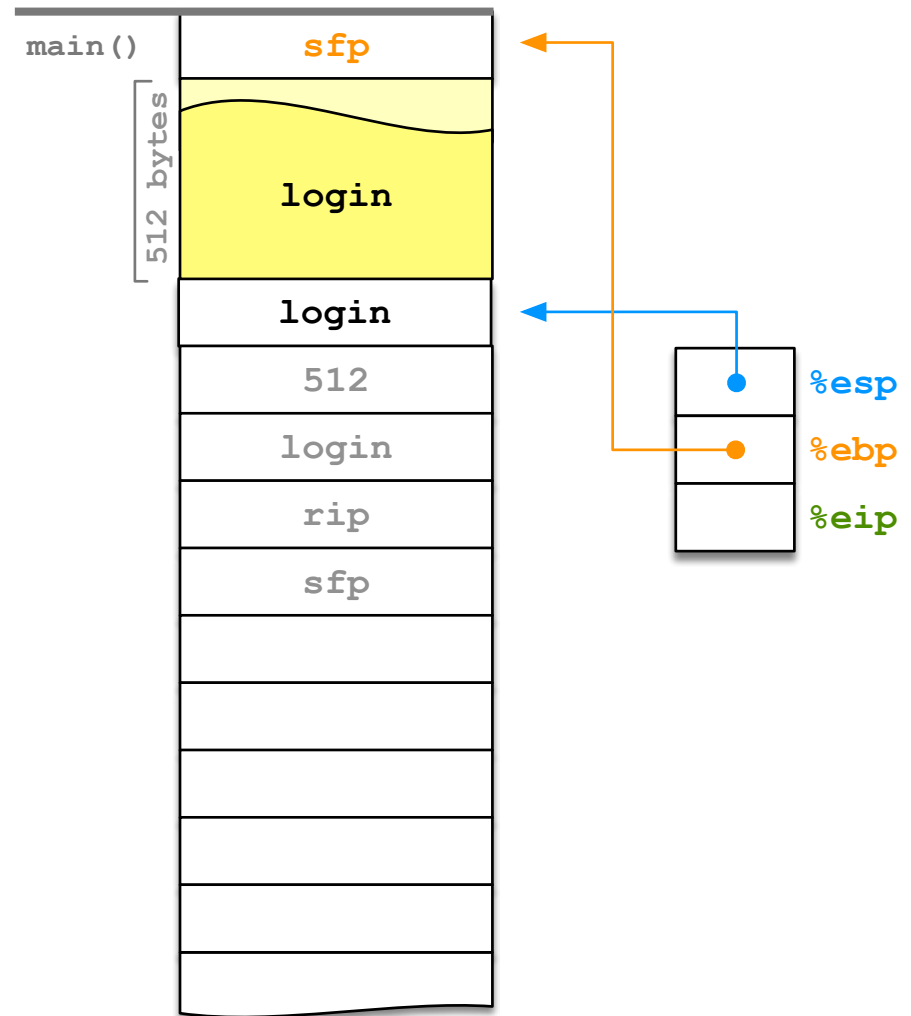 main()
sfp
512 bytes
login
login
512
%esp
login
%ebp
rip
%eip
sfp